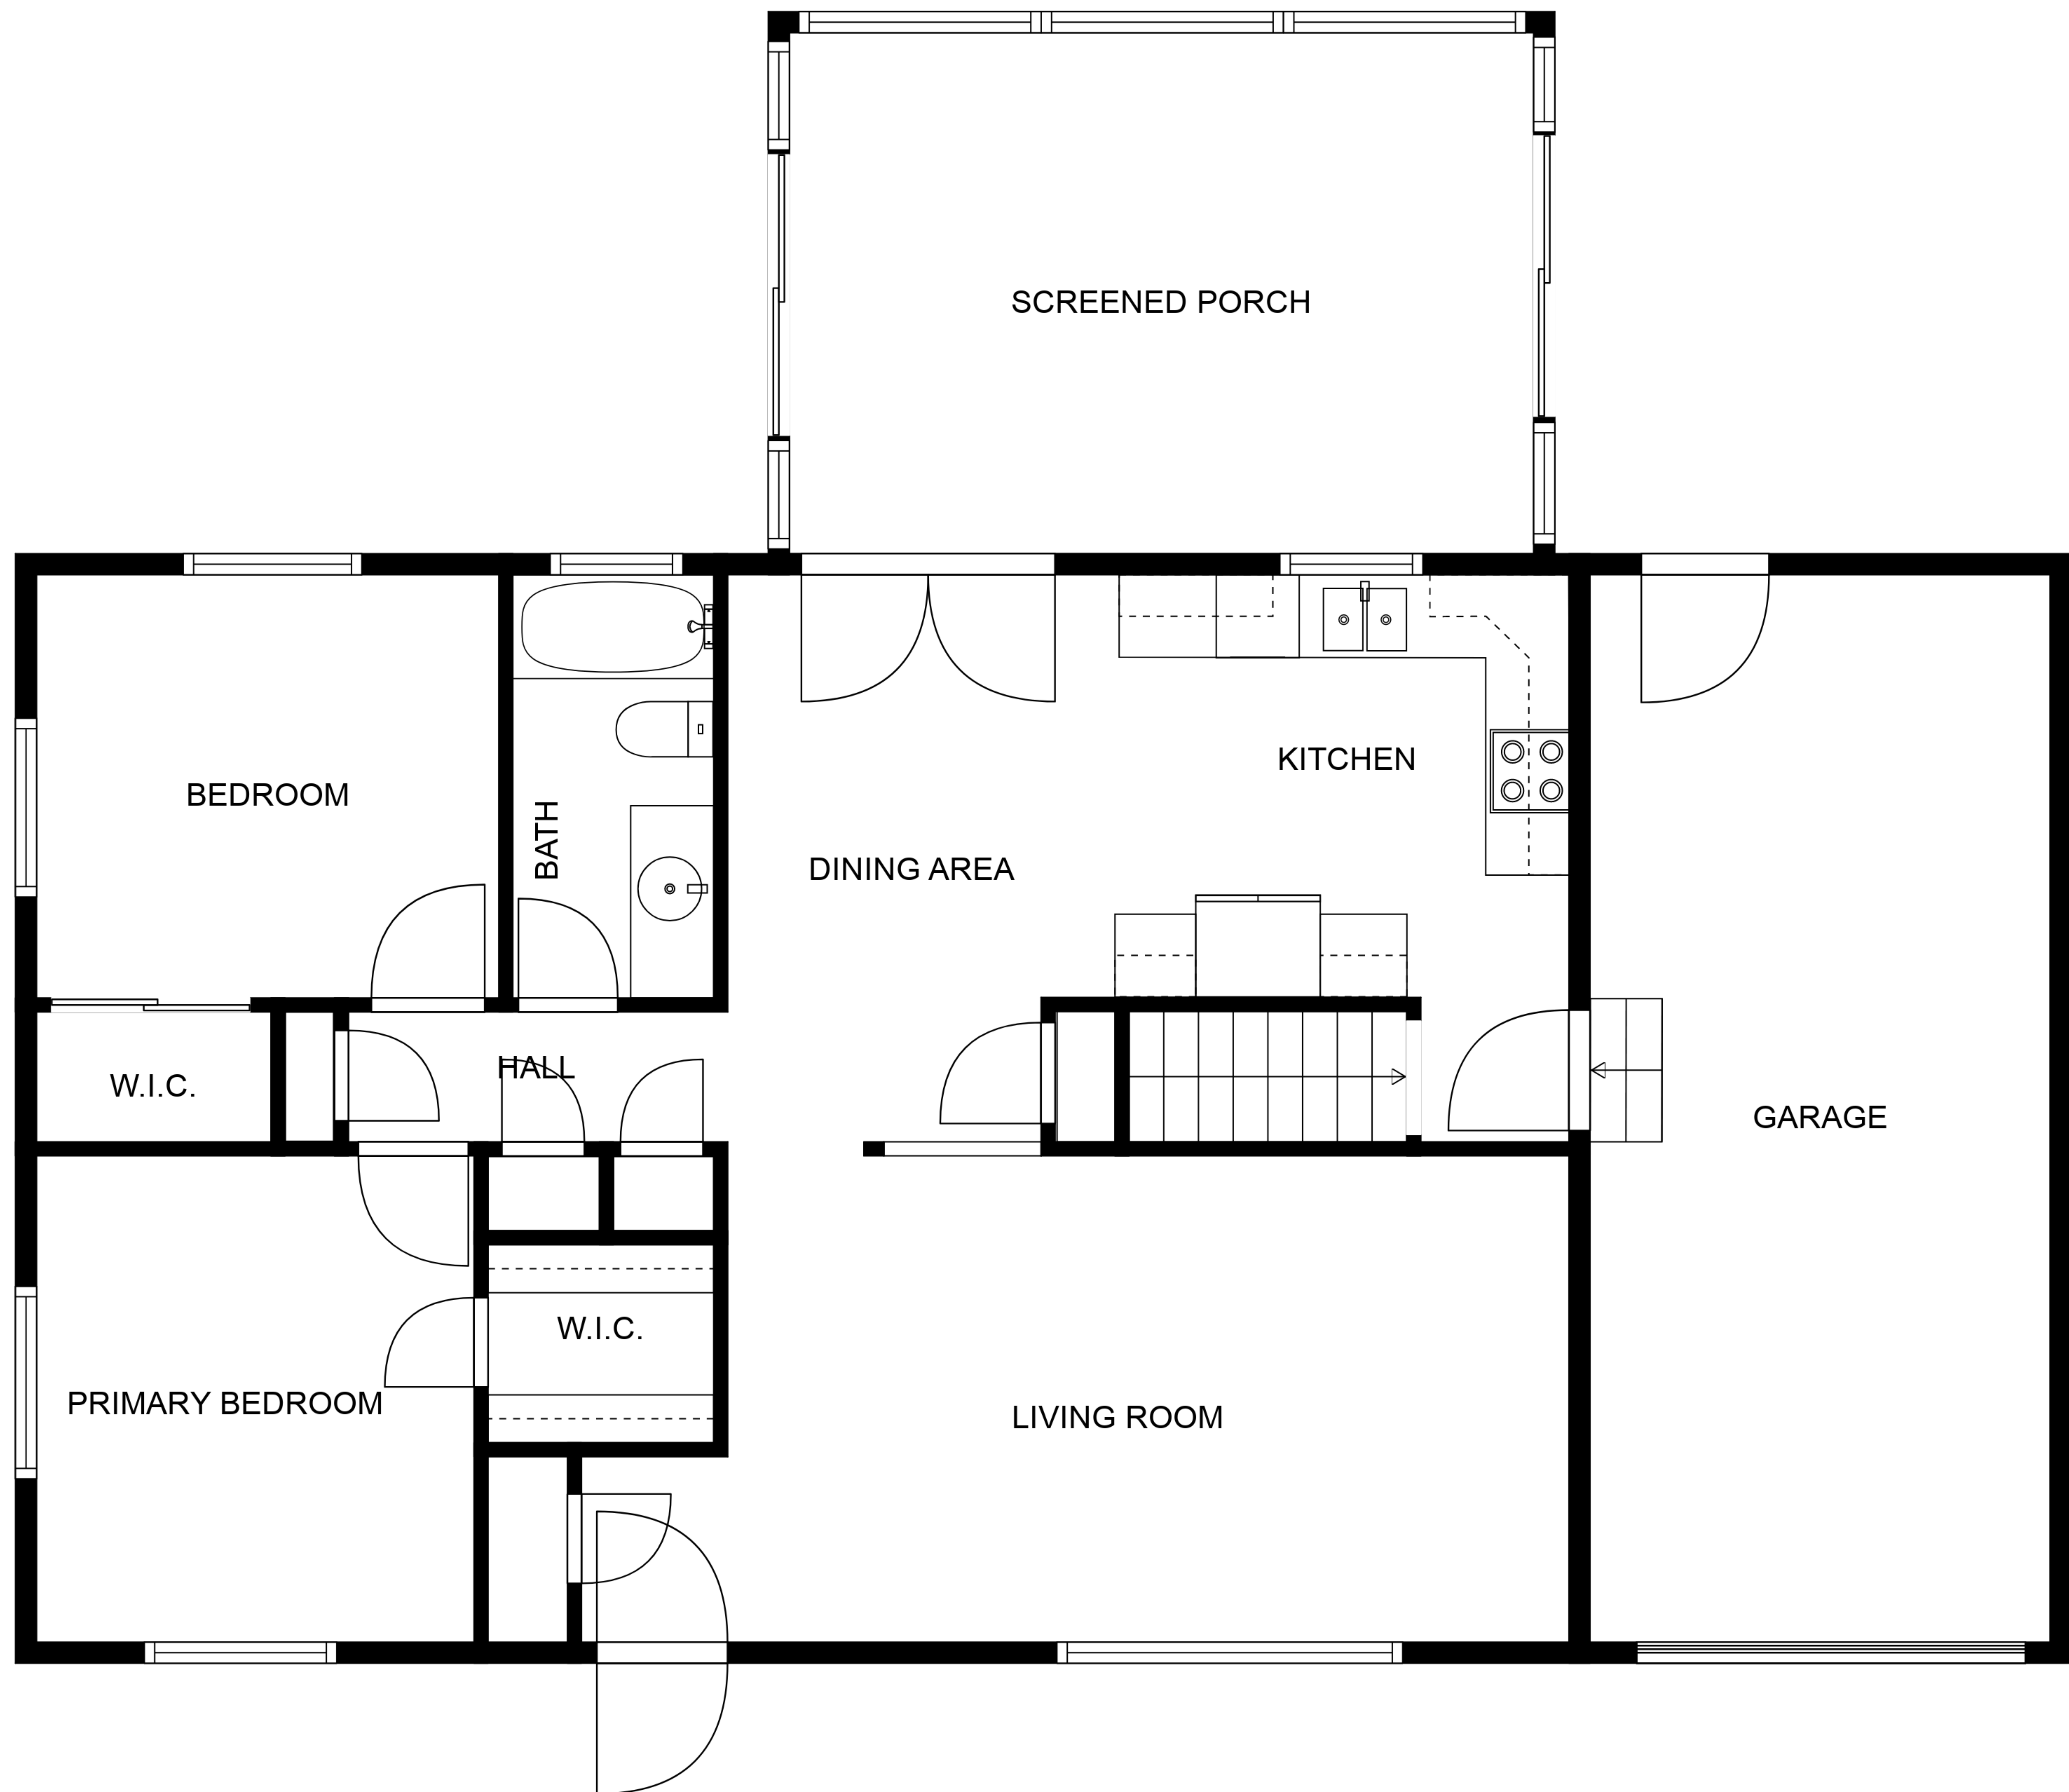 SCREENED PORCH
KITCHEN
BEDROOM
BATH
DINING AREA
HALL
W.I.C.
GARAGE
W.I.C.
PRIMARY BEDROOM
LIVING ROOM